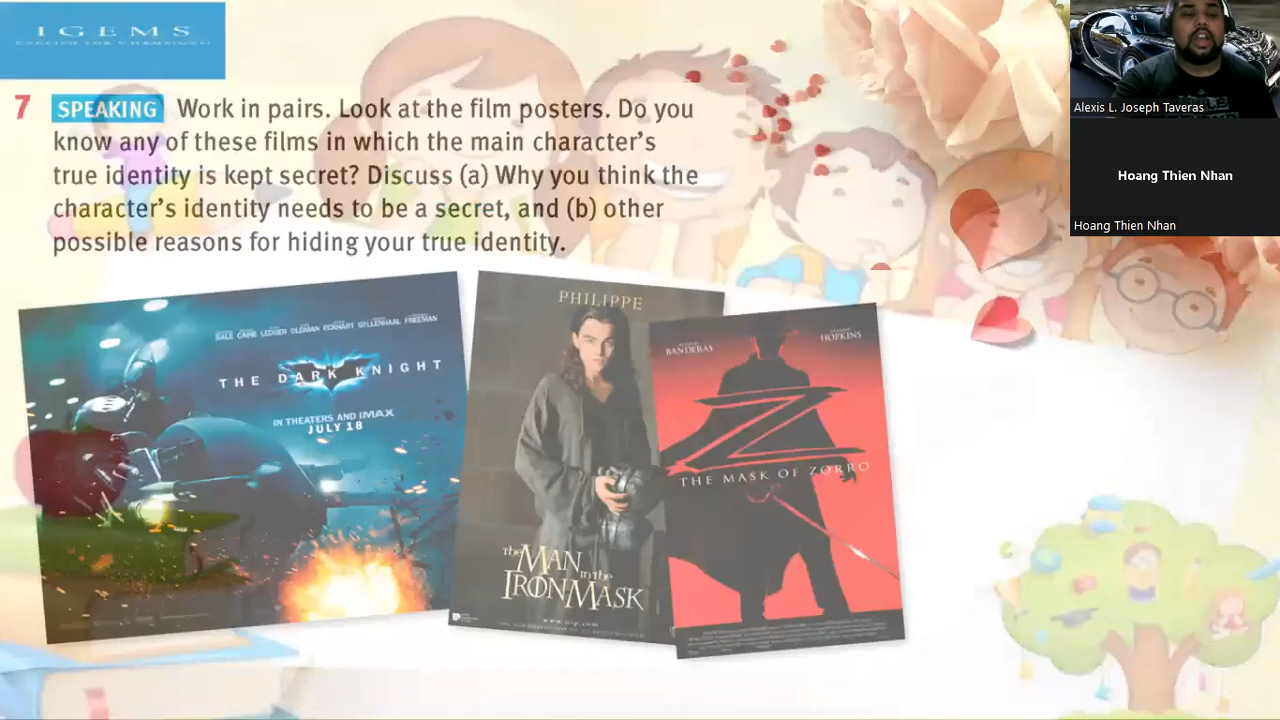 IGEMS
7 SPEAKING Work in pairs. Look at the film posters. Do you
know any of these films in which the main character's
true identity is kept secret? Discuss (a) Why you think the
character's identity needs to be a secret, and (b) other
possible reasons for hiding your true identity.
BALE CAINE LEDGER OLDMAN ECKHART GYLLENHAAL FREEMAN
THE DARK KNIGHT
IN THEATERS AND IMAX
JULY 18
PHILIPPE
the MAN
in the
IRON MASK
BANDERAS
HOPKINS
Z
THE MASK OF ZORRO
Alexis L. Joseph Taveras
Hoang Thien Nhan
Hoang Thien Nhan